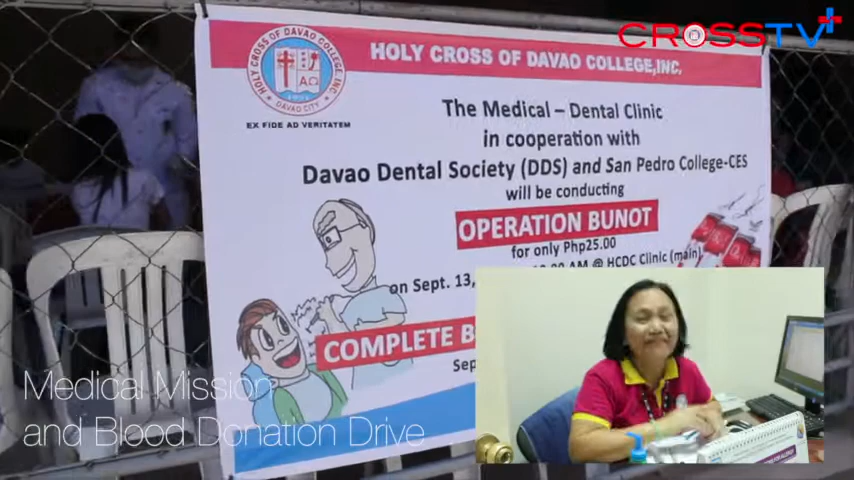 CROSSTV
HOLY CROSS OF DAVAO COLLEGE,INC.
HOLY CROSS OF DAVAO COLLEGE, INC.
DAVAO CITY
EX FIDE AD VERITATEM
The Medical – Dental Clinic
in cooperation with
Davao Dental Society (DDS) and San Pedro College-CES
will be conducting
OPERATION BUNOT
for only Php25.00
on Sept. 13,
AM @ HCDC Clinic (main)
COMPLETE B
Medical Mission
and Blood Donation Drive